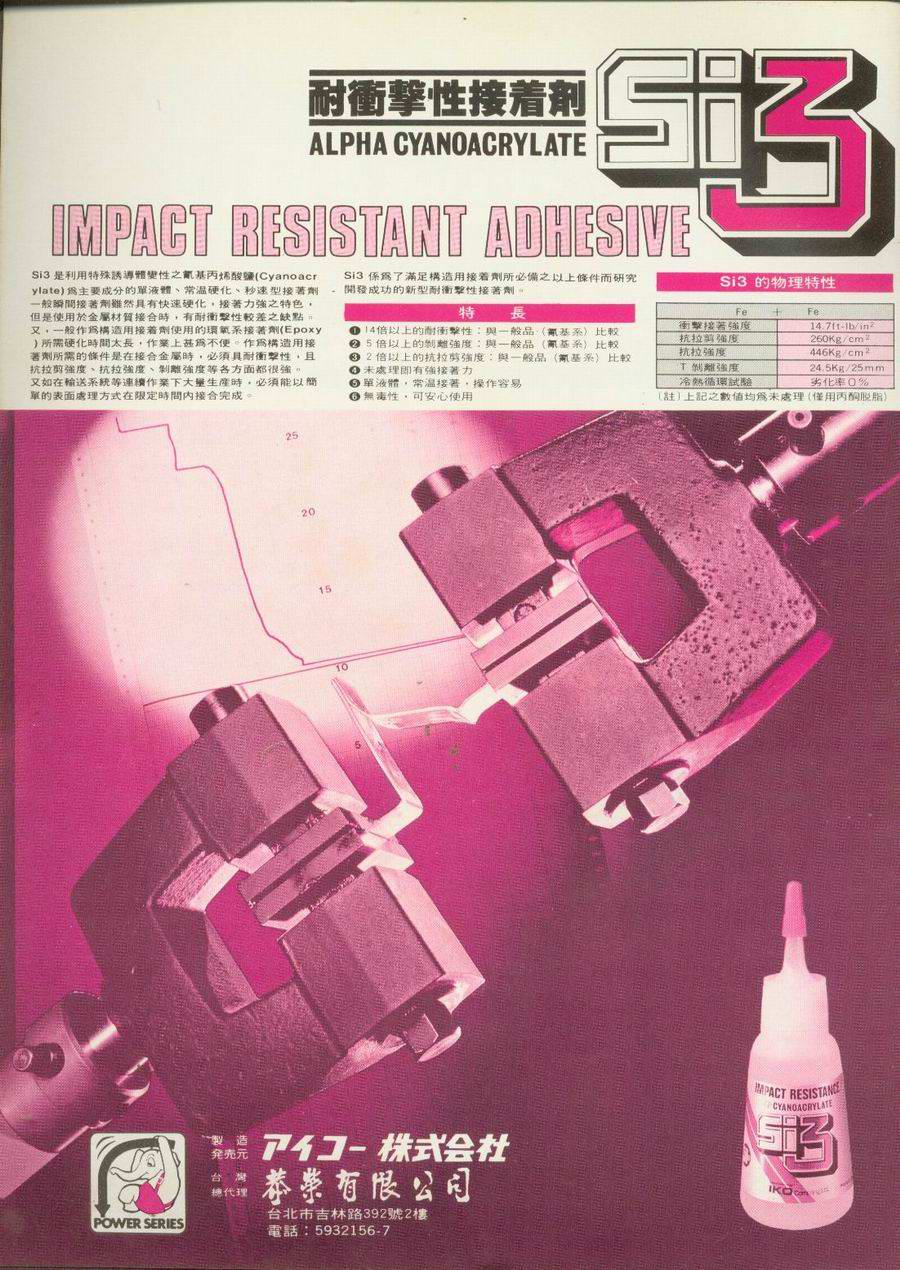 耐衝撃性接着剤
ALPHA CYANOACRYLATE
Si3
IMPACT RESISTANT ADHESIVE
Si3是利用特殊誘導體變性之氰基丙烯酸鹽(Cyanoacr
ylate)爲主要成分的單液體、常温硬化、秒速型接著劑
一般瞬間接著劑雖然具有快速硬化，接著力強之特色，
但是使用於金屬材質接合時，有耐衝擊性較差之缺點。
又，一般作爲構造用接着劑使用的環氧系接著劑(Epoxy
)所需硬化時間太長，作業上甚爲不便。作爲構造用接
著劑所需的條件是在接合金屬時，必須具耐衝擊性，且
抗拉剪強度、抗拉強度、剝離強度等各方面都很強。
又如在輸送系統等連續作業下大量生産時，必須能以簡
單的表面處理方式在限定時間内接合完成。
Si3 係爲了滿足構造用接着劑所必備之以上條件而研究
開發成功的新型耐衝擊性接着劑。
特長
❶ 14倍以上的耐衝擊性：與一般品（氰基系）比較
❷ 5倍以上的剝離強度：與一般品（氰基系）比較
❸ 2倍以上的抗拉剪強度：與一般品（氰基系）比較
❹ 未處理即有強接著力
❺ 單液體，常温接著，操作容易
❻ 無毒性，可安心使用
Si3 的物理特性
Fe + Fe
衝擊接著強度 14.7ft-lb/in²
抗拉剪強度 260Kg/cm²
抗拉強度 446Kg/cm²
T 剝離強度 24.5Kg/25mm
冷熱循環試驗 劣化率0%
(註)上記之數値均爲未處理(僅用丙酮脱脂)
25
20
15
10
5
IMPACT RESISTANCE
CYANOACRYLATE
Si3
IKO
POWER SERIES
製造
発売元
アイコー株式会社
台灣
總代理
恭榮有限公司
台北市吉林路392號2樓
電話：5932156-7